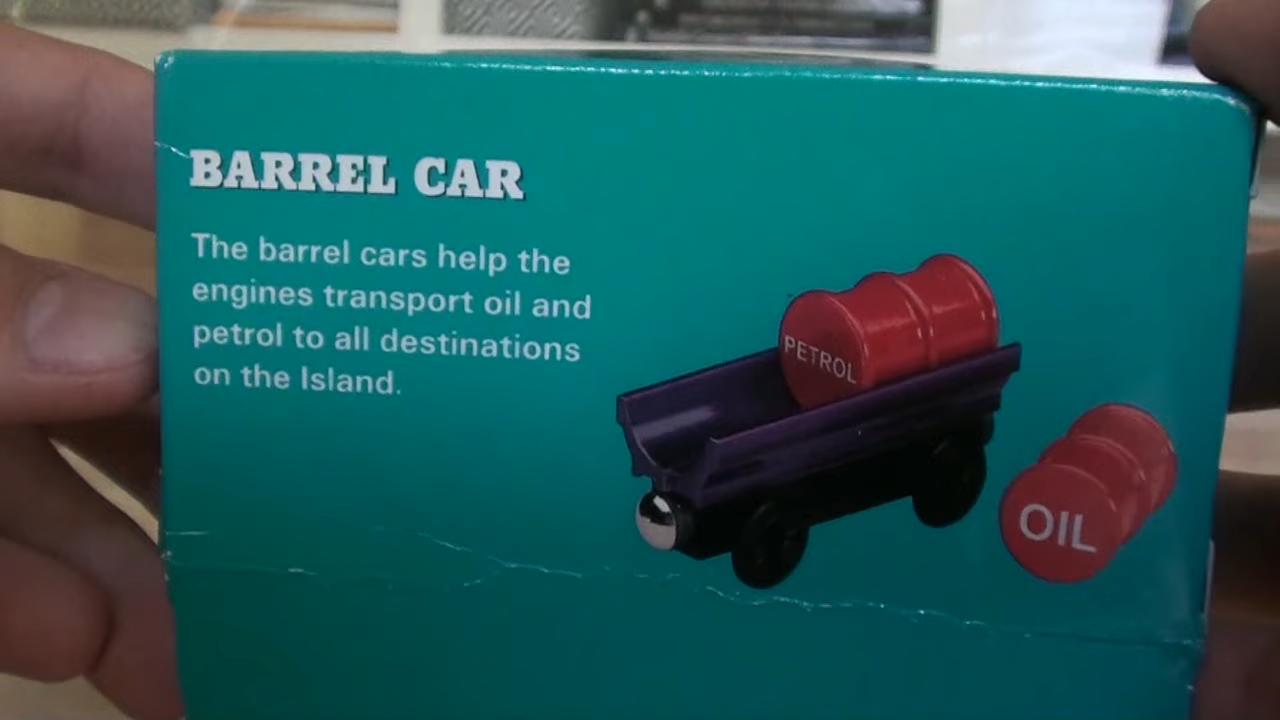 BARREL CAR
The barrel cars help the
engines transport oil and
petrol to all destinations
on the Island.
PETROL
OIL